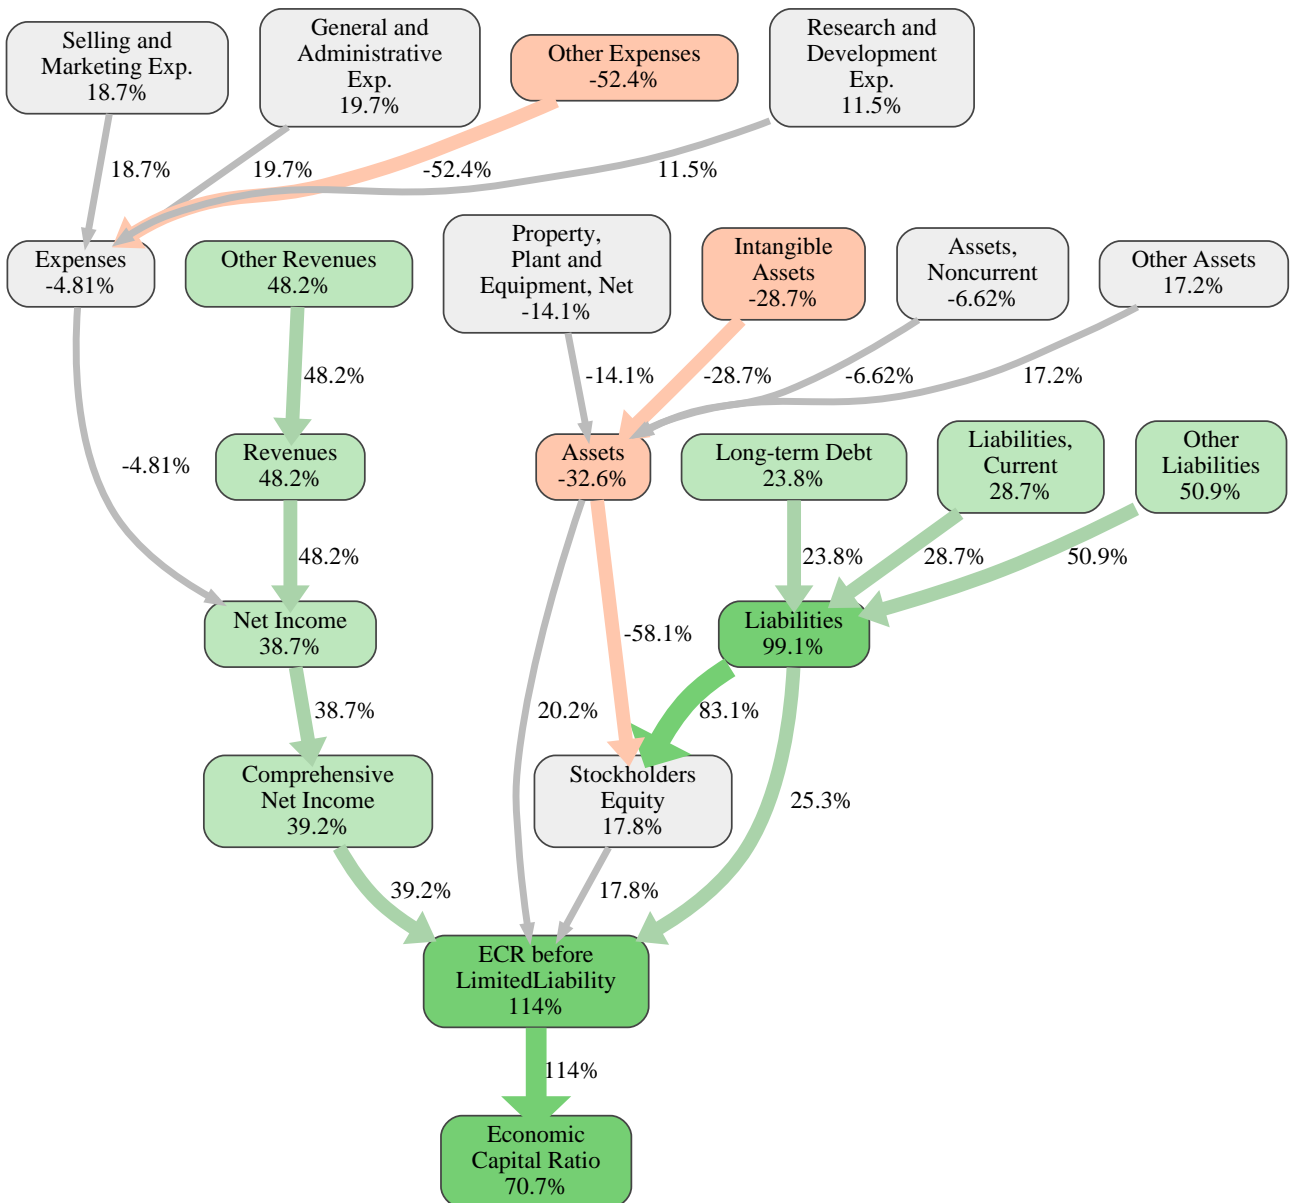 Selling and
Marketing Exp.
18.7%
General and
Administrative
Exp.
19.7%
Other Expenses
-52.4%
Research and
Development
Exp.
11.5%
18.7%
19.7%
-52.4%
11.5%
Expenses
-4.81%
Other Revenues
48.2%
Property,
Plant and
Equipment, Net
-14.1%
Intangible
Assets
-28.7%
Assets,
Noncurrent
-6.62%
Other Assets
17.2%
48.2%
-14.1%
-28.7%
-6.62%
17.2%
-4.81%
Revenues
48.2%
Assets
-32.6%
Long-term Debt
23.8%
Liabilities,
Current
28.7%
Other
Liabilities
50.9%
48.2%
23.8%
28.7%
50.9%
Net Income
38.7%
-58.1%
Liabilities
99.1%
38.7%
20.2%
83.1%
Comprehensive
Net Income
39.2%
Stockholders
Equity
17.8%
25.3%
39.2%
17.8%
ECR before
LimitedLiability
114%
114%
Economic
Capital Ratio
70.7%